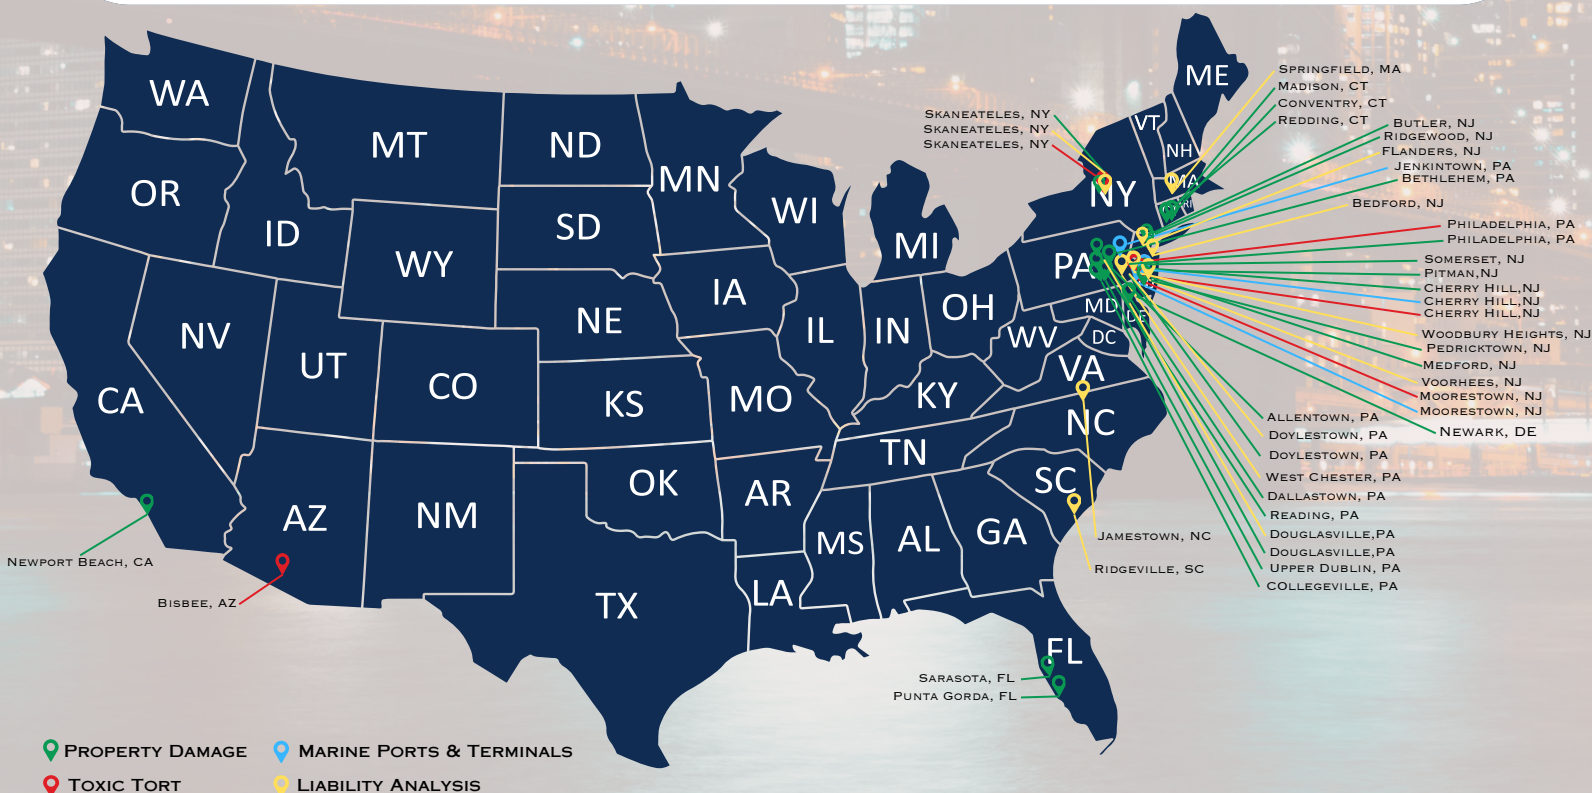 WA
MT
ND
MN
OR
ID
SD
WY
WI
MI
NE
IA
NV
UT
CO
KS
MO
IL
IN
OH
CA
AZ
NM
OK
AR
TN
KY
WV
VA
NC
SC
MS
AL
GA
LA
TX
FL
ME
VT
NH
MA
RI
NY
PA
MD
DE
DC
SKANEATELES, NY
SKANEATELES, NY
SKANEATELES, NY
SPRINGFIELD, MA
MADISON, CT
CONVENTRY, CT
REDDING, CT
BUTLER, NJ
RIDGEWOOD, NJ
FLANDERS, NJ
JENKINTOWN, PA
BETHLEHEM, PA
BEDFORD, NJ
PHILADELPHIA, PA
PHILADELPHIA, PA
SOMERSET, NJ
PITMAN,NJ
CHERRY HILL,NJ
CHERRY HILL,NJ
CHERRY HILL,NJ
WOODBURY HEIGHTS, NJ
PEDRICKTOWN, NJ
MEDFORD, NJ
VOORHEES, NJ
MOORESTOWN, NJ
MOORESTOWN, NJ
NEWARK, DE
ALLENTOWN, PA
DOYLESTOWN, PA
DOYLESTOWN, PA
WEST CHESTER, PA
DALLASTOWN, PA
READING, PA
DOUGLASVILLE,PA
DOUGLASVILLE,PA
UPPER DUBLIN, PA
COLLEGEVILLE, PA
JAMESTOWN, NC
RIDGEVILLE, SC
NEWPORT BEACH, CA
BISBEE, AZ
SARASOTA, FL
PUNTA GORDA, FL
PROPERTY DAMAGE
MARINE PORTS & TERMINALS
TOXIC TORT
LIABILITY ANALYSIS